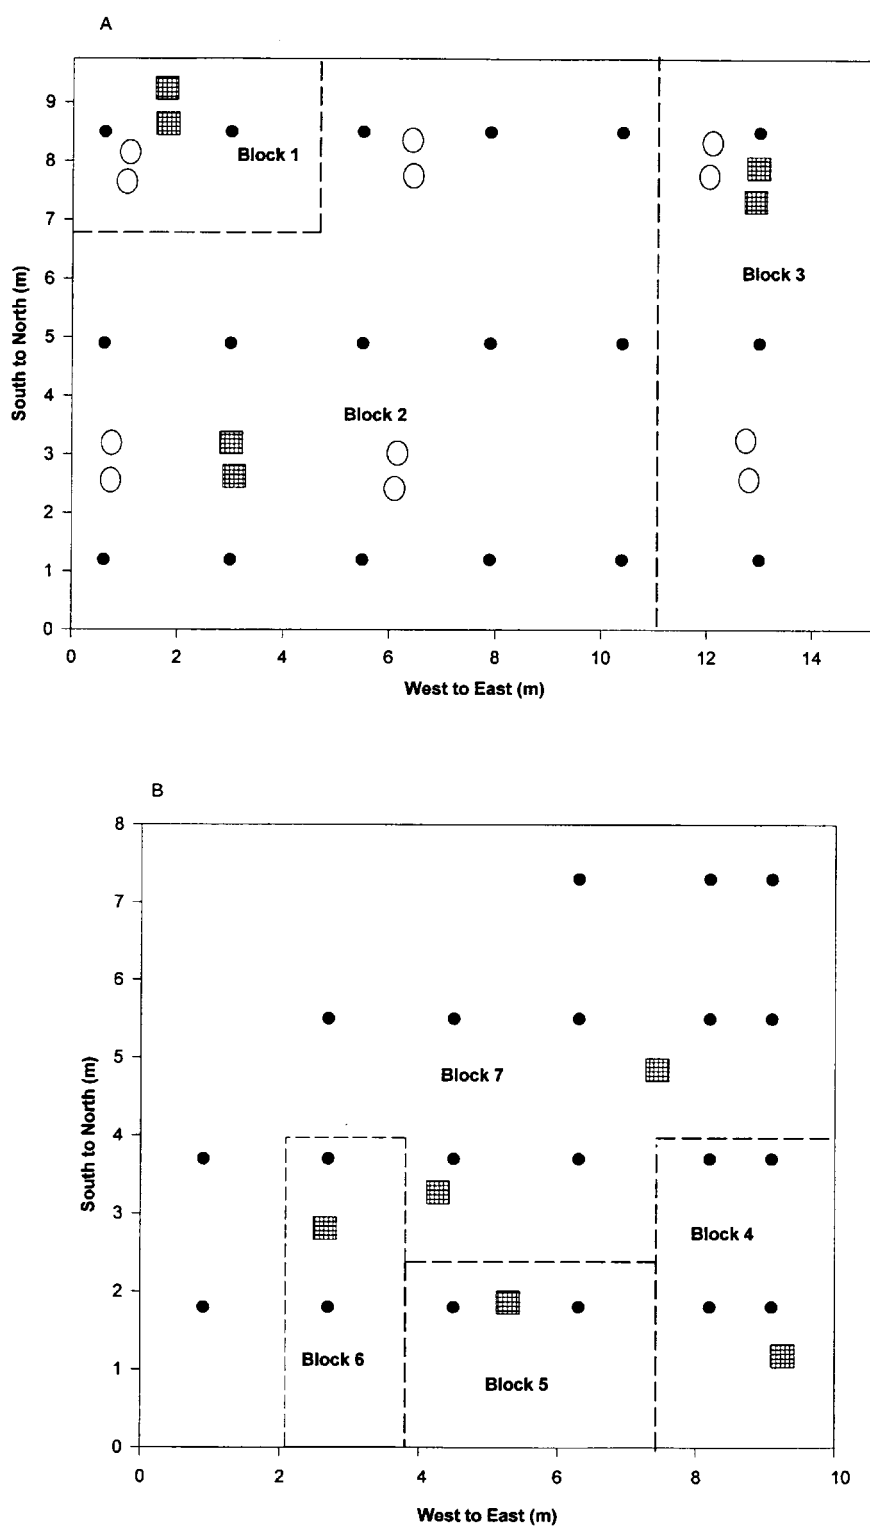 A
9
8
7
6
5
4
3
2
1
0
South to North (m)
Block 1
Block 2
Block 3
0 2 4 6 8 10 12 14
West to East (m)
B
8
7
6
5
4
3
2
1
0
South to North (m)
Block 7
Block 4
Block 6
Block 5
0 2 4 6 8 10
West to East (m)